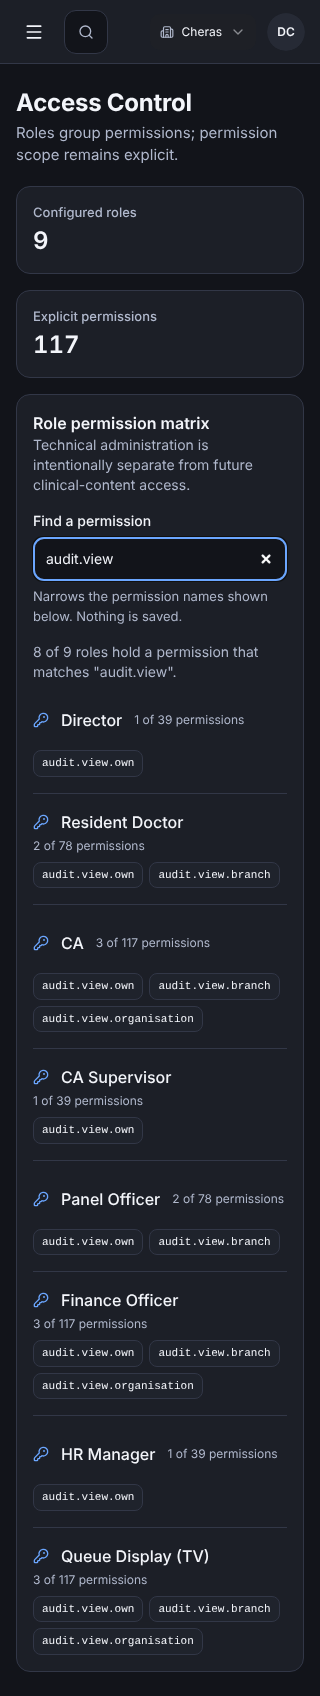 Cheras
DC
Access Control
Roles group permissions; permission
scope remains explicit.
Configured roles
9
Explicit permissions
117
Role permission matrix
Technical administration is
intentionally separate from future
clinical-content access.
Find a permission
audit.view
Narrows the permission names shown
below. Nothing is saved.
8 of 9 roles hold a permission that
matches "audit.view".
Director 1 of 39 permissions
audit.view.own
Resident Doctor
2 of 78 permissions
audit.view.own audit.view.branch
CA 3 of 117 permissions
audit.view.own audit.view.branch
audit.view.organisation
CA Supervisor
1 of 39 permissions
audit.view.own
Panel Officer 2 of 78 permissions
audit.view.own audit.view.branch
Finance Officer
3 of 117 permissions
audit.view.own audit.view.branch
audit.view.organisation
HR Manager 1 of 39 permissions
audit.view.own
Queue Display (TV)
3 of 117 permissions
audit.view.own audit.view.branch
audit.view.organisation